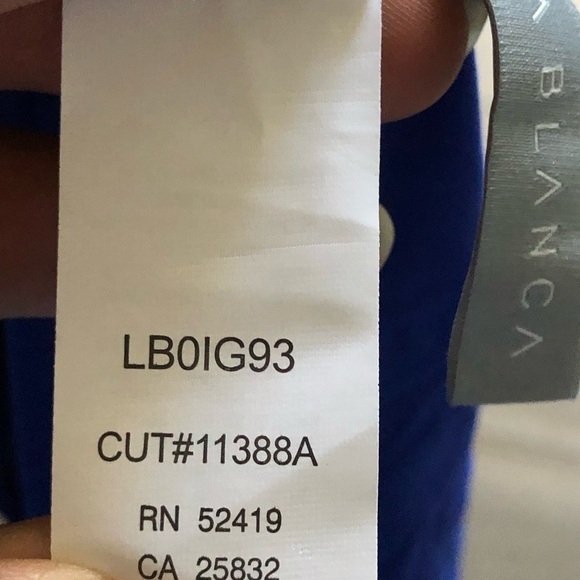 LB0IG93
CUT#11388A
RN 52419
CA 25832
BLANCA